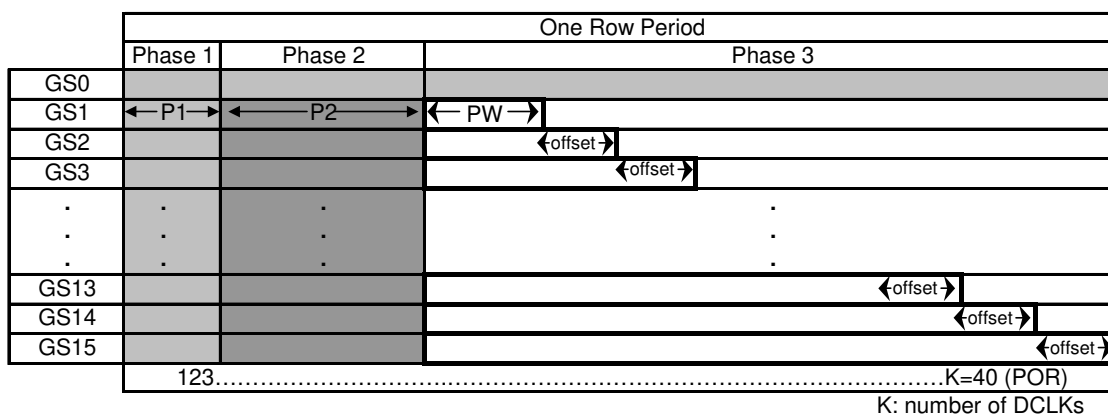 One Row Period
Phase 1 Phase 2 Phase 3
GS0
GS1 P1 P2 PW
GS2 offset
GS3 offset
. . . .
. . . .
. . . .
GS13 offset
GS14 offset
GS15 offset
123……………………………………………………………………K=40 (POR)
K: number of DCLKs